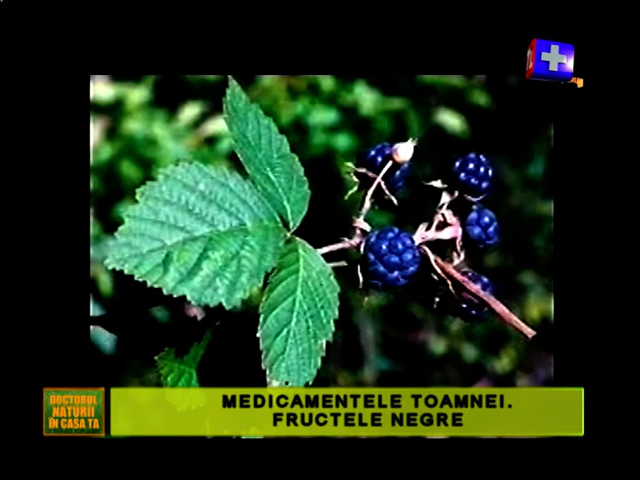 DOCTORUL
NATURII
ÎN CASA TA
MEDICAMENTELE TOAMNEI.
FRUCTELE NEGRE